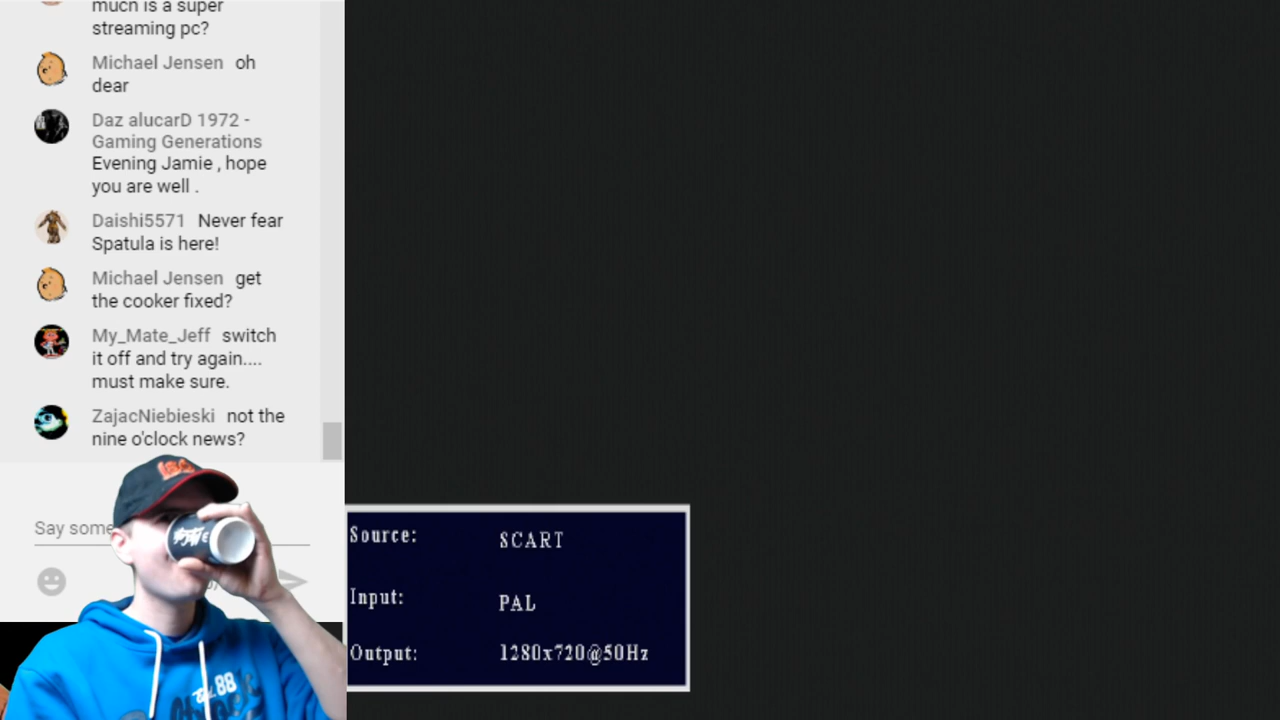 much is a super
streaming pc?
Michael Jensen oh
dear
Daz alucarD 1972 -
Gaming Generations
Evening Jamie , hope
you are well .
Daishi5571 Never fear
Spatula is here!
Michael Jensen get
the cooker fixed?
My_Mate_Jeff switch
it off and try again....
must make sure.
ZajacNiebieski not the
nine o'clock news?
Say some
Source: SCART
Input: PAL
Output: 1280x720@50Hz
88